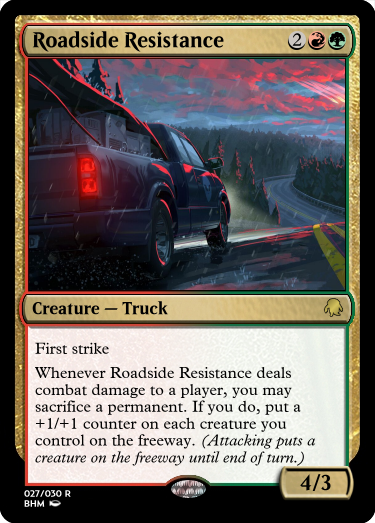 Roadside Resistance 2
Creature — Truck
First strike
Whenever Roadside Resistance deals
combat damage to a player, you may
sacrifice a permanent. If you do, put a
+1/+1 counter on each creature you
control on the freeway. (Attacking puts a
creature on the freeway until end of turn.)
4/3
027/030 R
BHM